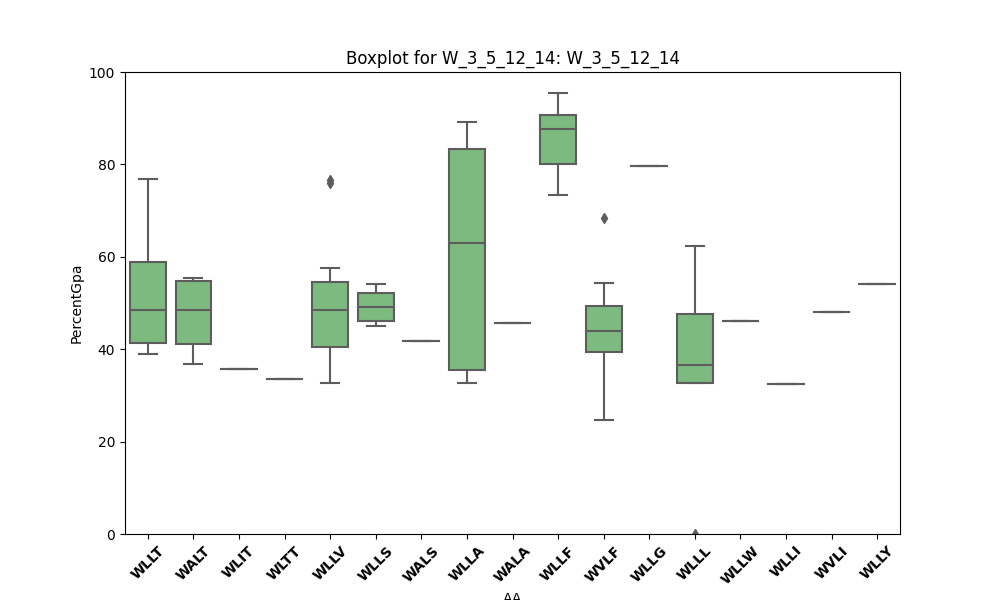 Boxplot for W_3_5_12_14: W_3_5_12_14
100
80
60
40
20
0
PercentGpa
WLLT WALT WLIT WLTT WLLV WLLS WALS WLLA WALA WLLF WVLF WLLG WLLL WLLW WLLI WVLI WLLY
AA